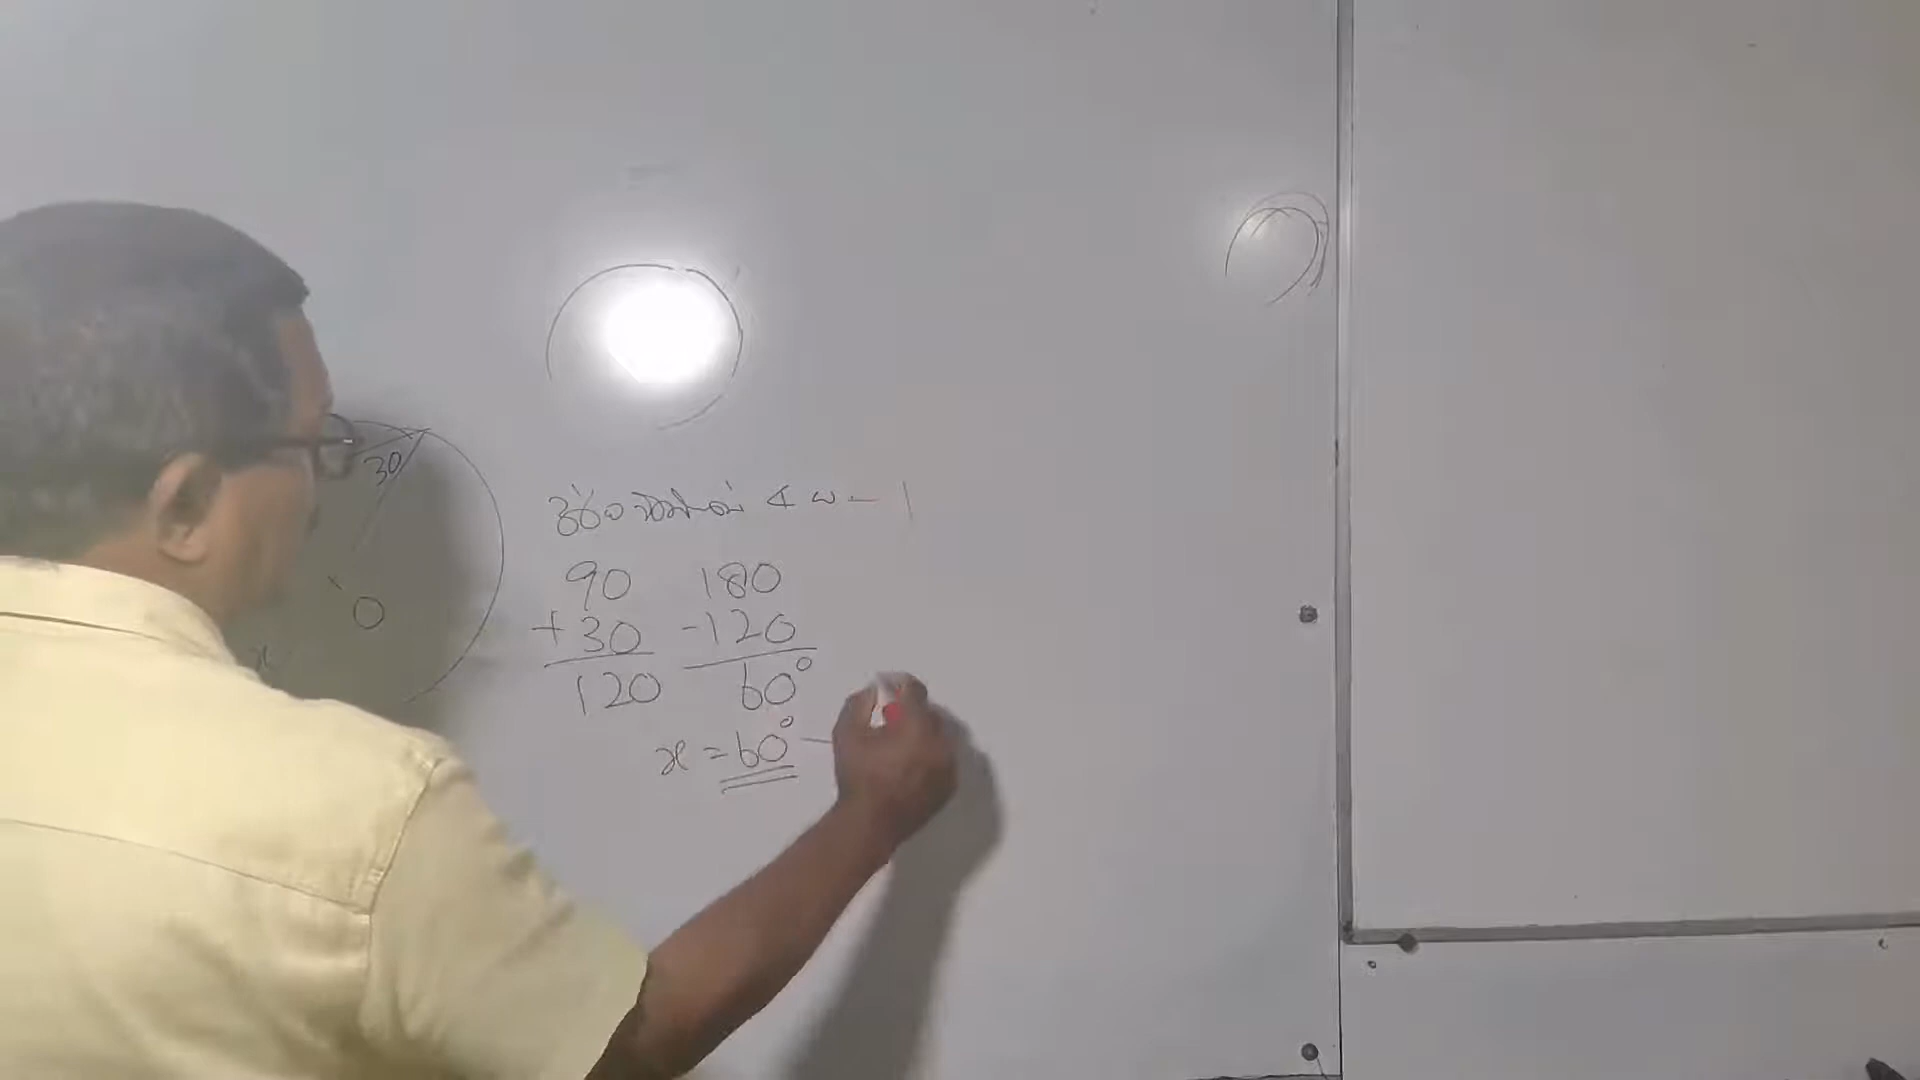 30
O
x
90 180
+30 -120
120 60°
x = 60° —